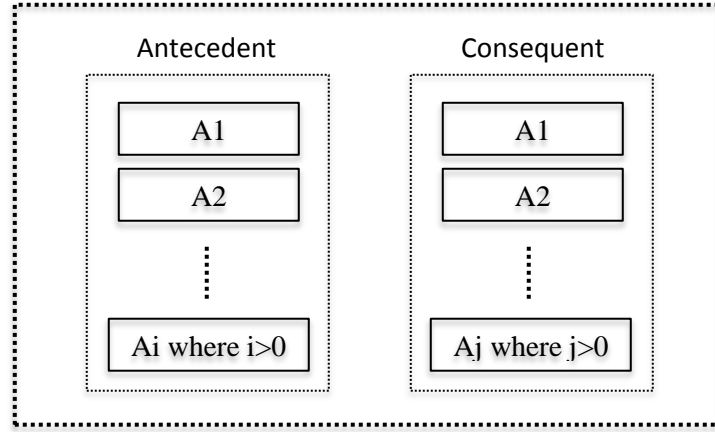 Antecedent
Consequent
A1
A1
A2
A2
Ai where i>0
Aj where j>0